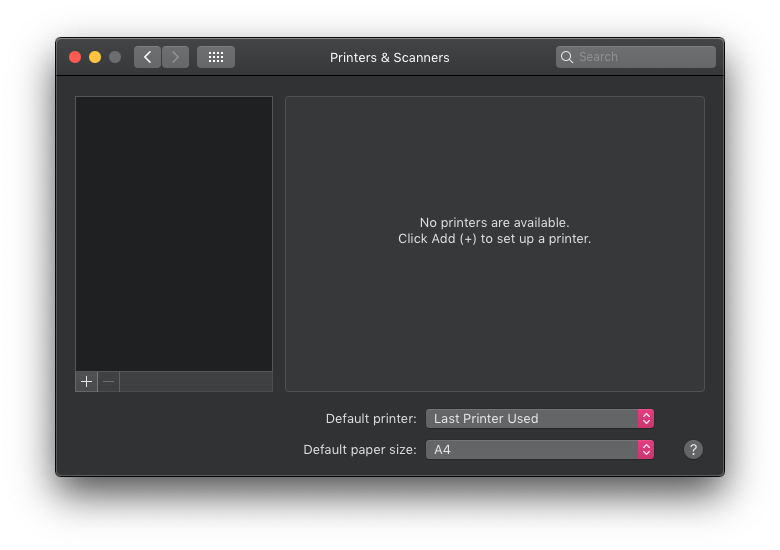 Printers & Scanners
Search
No printers are available.
Click Add (+) to set up a printer.
Default printer: Last Printer Used
Default paper size: A4
?